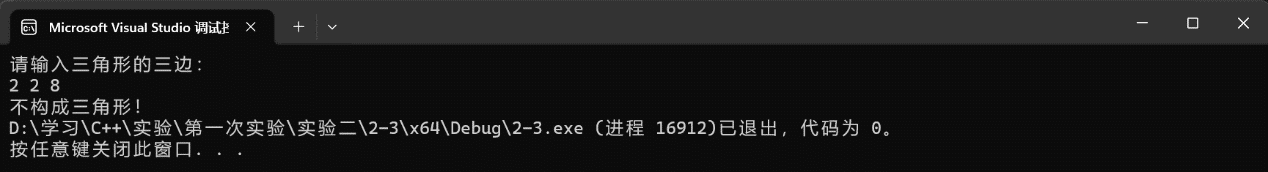 Microsoft Visual Studio 调试
请输入三角形的三边：
2 2 8
不构成三角形！
D:\学习\C++\实验\第一次实验\实验二\2-3\x64\Debug\2-3.exe (进程 16912)已退出，代码为 0。
按任意键关闭此窗口. . .